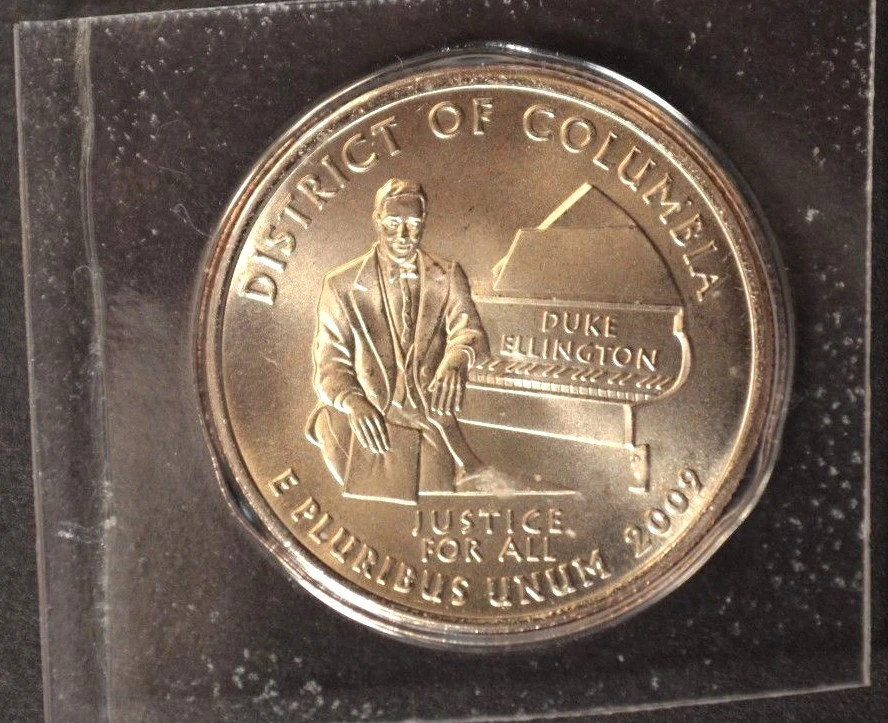 DISTRICT OF COLUMBIA
DUKE
ELLINGTON
JUSTICE
FOR ALL
E PLURIBUS UNUM 2009